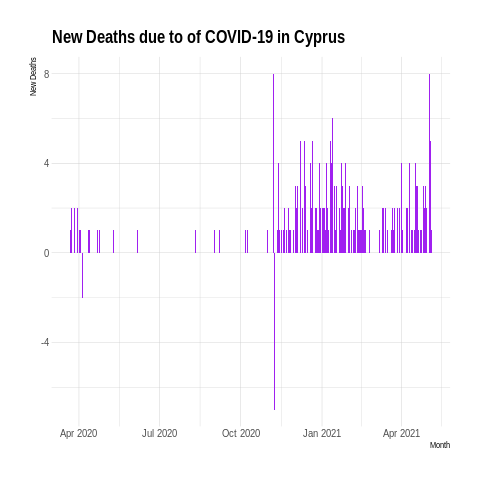 New Deaths due to of COVID-19 in Cyprus
New Deaths
8
4
0
-4
Apr 2020 Jul 2020 Oct 2020 Jan 2021 Apr 2021
Month